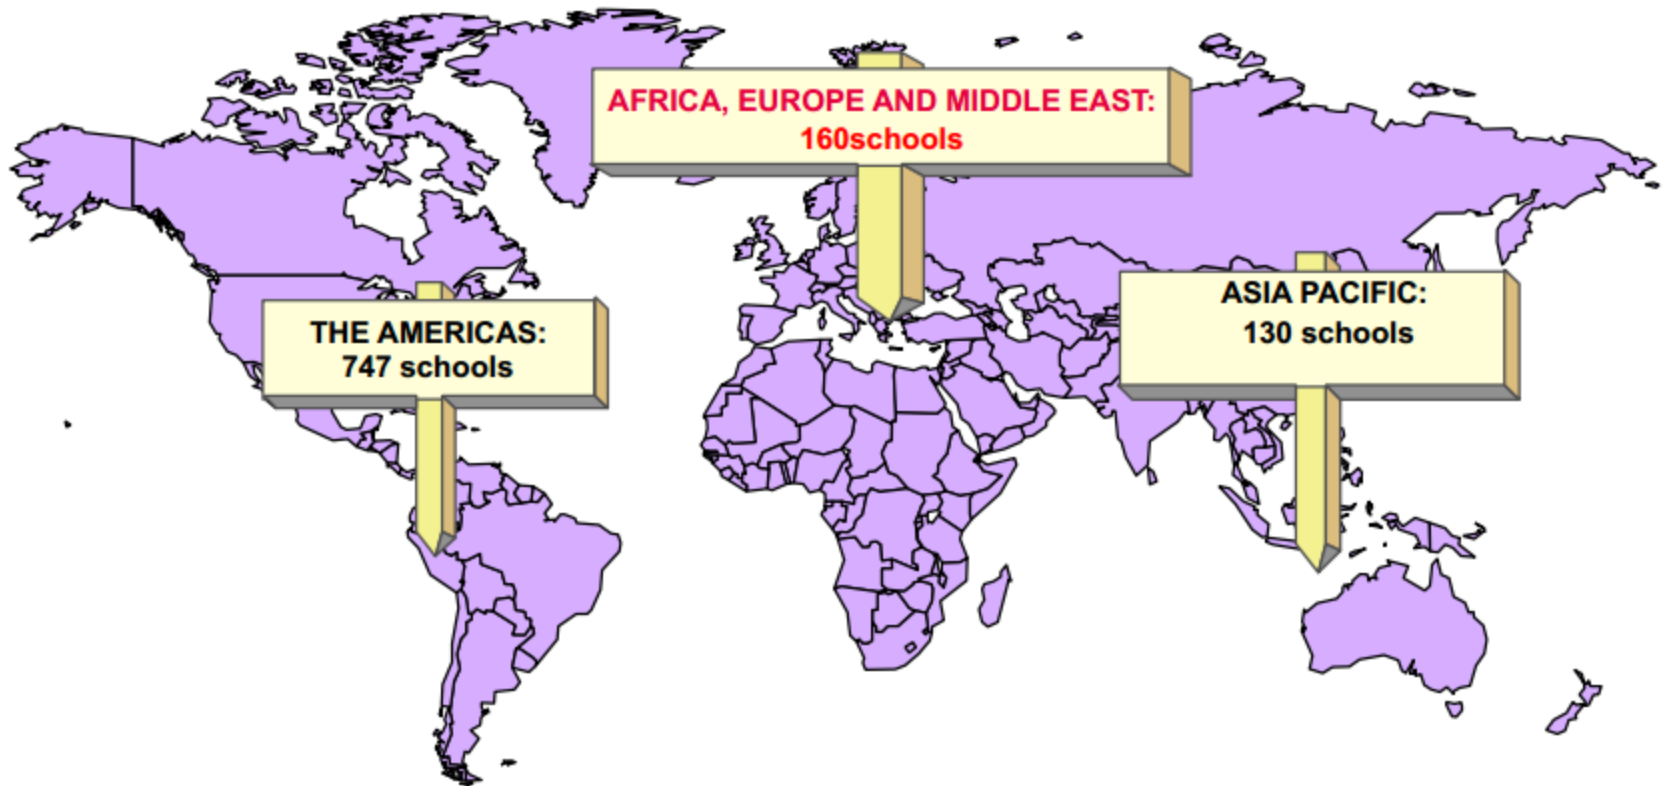 AFRICA, EUROPE AND MIDDLE EAST:
160schools
THE AMERICAS:
747 schools
ASIA PACIFIC:
130 schools